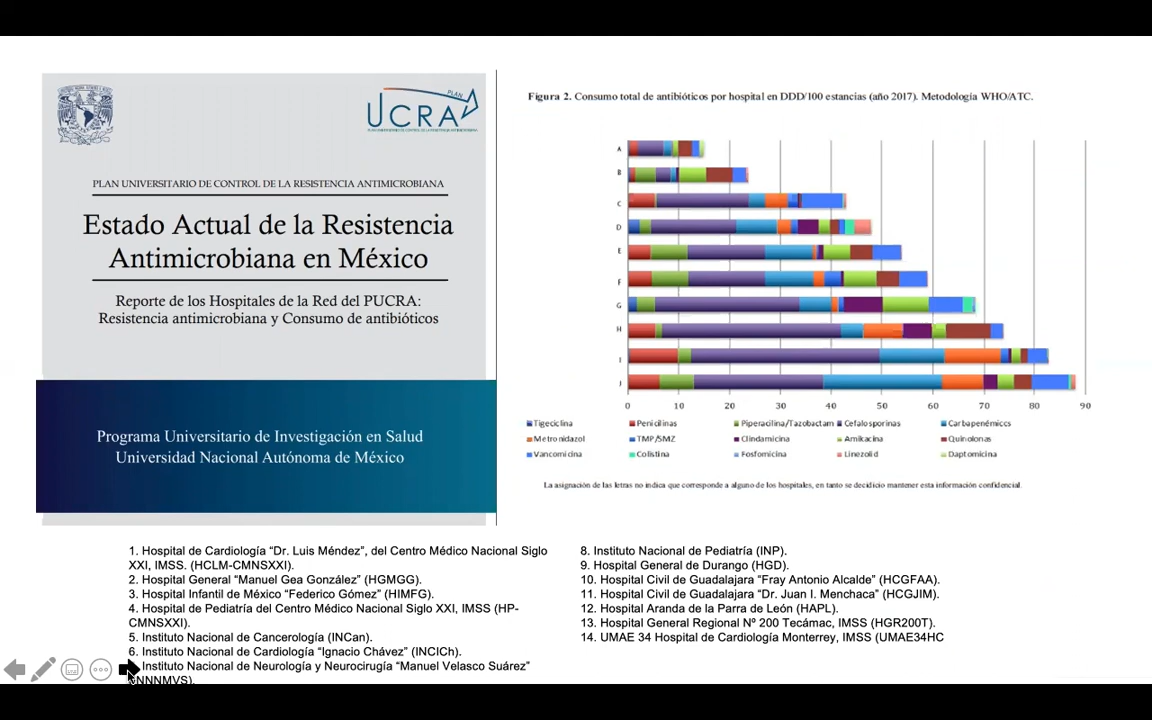 PLAN
UCRA
PLAN UNIVERSITARIO DE CONTROL DE LA RESISTENCIA ANTIMICROBIANA
Estado Actual de la Resistencia
Antimicrobiana en México
Reporte de los Hospitales de la Red del PUCRA:
Resistencia antimicrobiana y Consumo de antibióticos
Programa Universitario de Investigación en Salud
Universidad Nacional Autónoma de México
Figura 2. Consumo total de antibióticos por hospital en DDD/100 estancias (año 2017). Metodología WHO/ATC.
A
B
C
D
E
F
G
H
I
J
0 10 20 30 40 50 60 70 80 90
Tigeciclina Penicilinas Piperacilina/Tazobactam Cefalosporinas Carbapenémicos
Metronidazol TMP/SMZ Clindamicina Amikacina Quinolonas
Vancomicina Colistina Fosfomicina Linezolid Daptomicina
La asignación de las letras no indica que corresponde a alguno de los hospitales, en tanto se decidicio mantener esta información confidencial.
1. Hospital de Cardiología “Dr. Luis Méndez”, del Centro Médico Nacional Siglo
XXI, IMSS. (HCLM-CMNSXXI).
2. Hospital General “Manuel Gea González” (HGMGG).
3. Hospital Infantil de México “Federico Gómez” (HIMFG).
4. Hospital de Pediatría del Centro Médico Nacional Siglo XXI, IMSS (HP-
CMNSXXI).
5. Instituto Nacional de Cancerología (INCan).
6. Instituto Nacional de Cardiología “Ignacio Chávez” (INCICh).
Instituto Nacional de Neurología y Neurocirugía “Manuel Velasco Suárez”
NNNMVS).
8. Instituto Nacional de Pediatría (INP).
9. Hospital General de Durango (HGD).
10. Hospital Civil de Guadalajara “Fray Antonio Alcalde” (HCGFAA).
11. Hospital Civil de Guadalajara “Dr. Juan I. Menchaca” (HCGJIM).
12. Hospital Aranda de la Parra de León (HAPL).
13. Hospital General Regional Nº 200 Tecámac, IMSS (HGR200T).
14. UMAE 34 Hospital de Cardiología Monterrey, IMSS (UMAE34HC